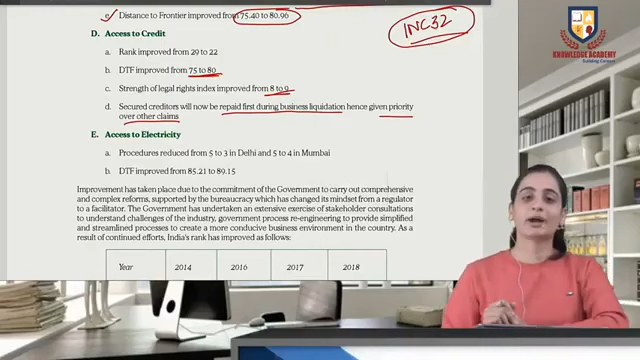 e. Distance to Frontier improved from 75.40 to 80.96
INC32
KNOWLEDGE ACADEMY
Building Careers
D. Access to Credit
a. Rank improved from 29 to 22
b. DTF improved from 75 to 80
c. Strength of legal rights index improved from 8 to 9
d. Secured creditors will now be repaid first during business liquidation hence given priority
over other claims
E. Access to Electricity
a. Procedures reduced from 5 to 3 in Delhi and 5 to 4 in Mumbai
b. DTF improved from 85.21 to 89.15
Improvement has taken place due to the commitment of the Government to carry out comprehensive
and complex reforms, supported by the bureaucracy which has changed its mindset from a regulator
to a facilitator. The Government has undertaken an extensive exercise of stakeholder consultations
to understand challenges of the industry, government process re-engineering to provide simplified
and streamlined processes to create a more conducive business environment in the country. As a
result of continued efforts, India's rank has improved as follows:
Year 2014 2016 2017 2018